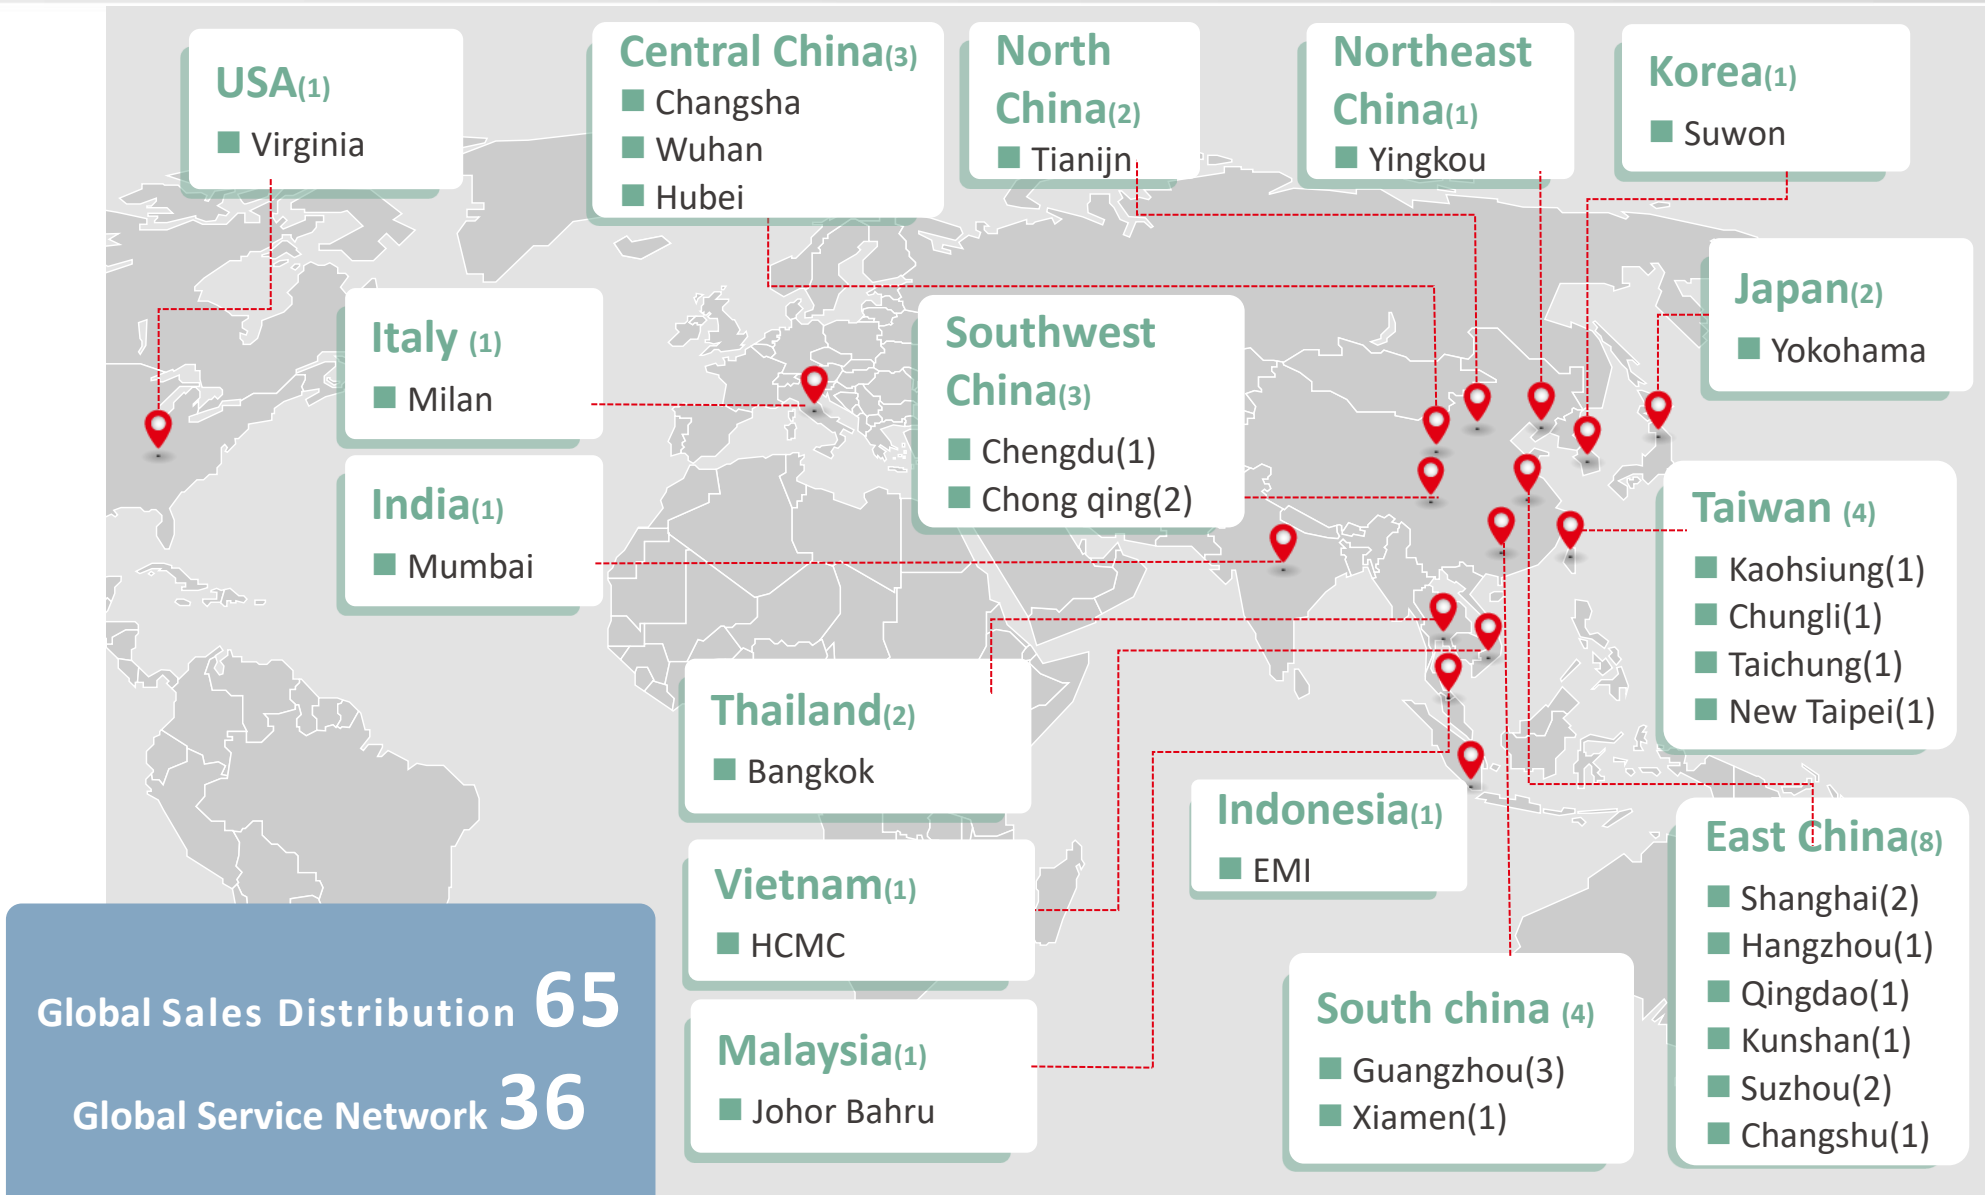 USA(1)
Virginia
Central China(3)
Changsha
Wuhan
Hubei
North
China(2)
Tianijn
Northeast
China(1)
Yingkou
Korea(1)
Suwon
Japan(2)
Yokohama
Italy (1)
Milan
Southwest
China(3)
Chengdu(1)
Chong qing(2)
India(1)
Mumbai
Taiwan (4)
Kaohsiung(1)
Chungli(1)
Taichung(1)
New Taipei(1)
Thailand(2)
Bangkok
Indonesia(1)
EMI
East China(8)
Shanghai(2)
Hangzhou(1)
Qingdao(1)
Kunshan(1)
Suzhou(2)
Changshu(1)
Vietnam(1)
HCMC
South china (4)
Guangzhou(3)
Xiamen(1)
Malaysia(1)
Johor Bahru
Global Sales Distribution 65
Global Service Network 36